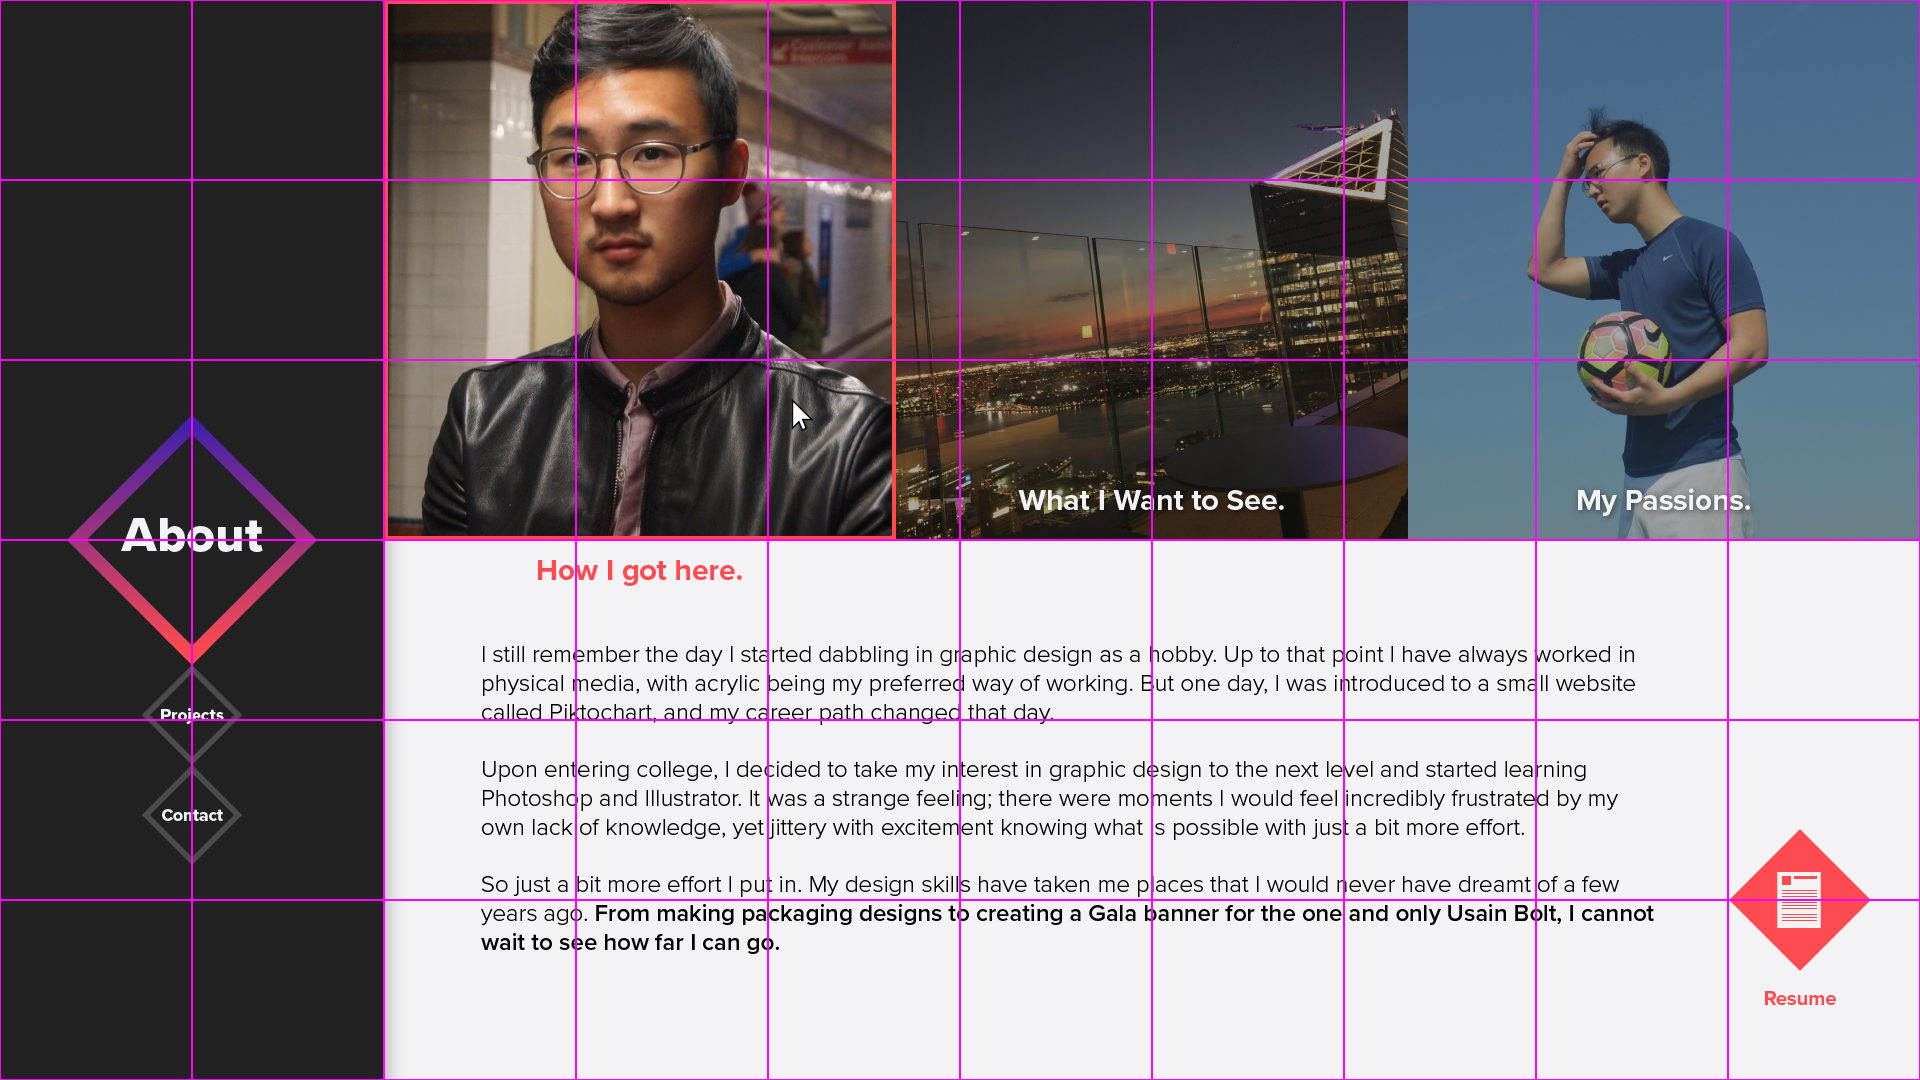 Customer Assis
Intercom
What I Want to See.
My Passions.
About
Projects
Contact
How I got here.
I still remember the day I started dabbling in graphic design as a hobby. Up to that point I have always worked in
physical media, with acrylic being my preferred way of working. But one day, I was introduced to a small website
called Piktochart, and my career path changed that day.
Upon entering college, I decided to take my interest in graphic design to the next level and started learning
Photoshop and Illustrator. It was a strange feeling; there were moments I would feel incredibly frustrated by my
own lack of knowledge, yet jittery with excitement knowing what is possible with just a bit more effort.
So just a bit more effort I put in. My design skills have taken me places that I would never have dreamt of a few
years ago. From making packaging designs to creating a Gala banner for the one and only Usain Bolt, I cannot
wait to see how far I can go.
Resume